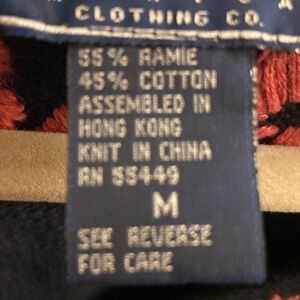 CLOTHING CO.
55% RAMIE
45% COTTON
ASSEMBLED IN
HONG KONG
KNIT IN CHINA
RN 55449
M
SEE REVERSE
FOR CARE